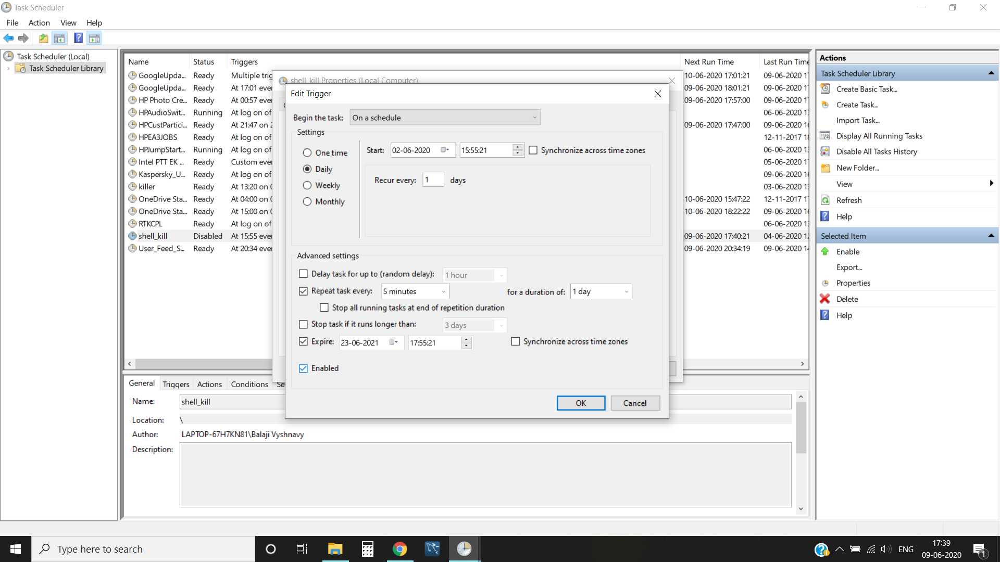 Task Scheduler
File Action View Help
Task Scheduler (Local)
Task Scheduler Library
Name Status Triggers Next Run Time Last Run Time
GoogleUpda... Ready Multiple trig 10-06-2020 17:01:21 09-06-2020 1
GoogleUpda... Ready At 17:01 ever 09-06-2020 18:01:21 09-06-2020 1
HP Photo Cre... Ready At 00:57 ever 09-06-2020 17:57:00 09-06-2020 1
HPAudioSwit... Running At log on of 06-06-2020 1
HPCustPartici... Ready At 21:47 on 2 09-06-2020 17:47:00 09-06-2020 1
HPEA3JOBS Ready At log on of 12-11-2017 1
HPJumpStart... Running At log on of 06-06-2020 1
Intel PTT EK ... Ready Custom ever 05-06-2020 1
Kaspersky_U... Ready At log on of 09-06-2020 1
killer Ready At 13:20 on 03-06-2020 1
OneDrive Sta... Ready At 04:00 on 10-06-2020 15:47:22 12-11-2017 1
OneDrive Sta... Ready At 15:00 on 10-06-2020 18:22:22 09-06-2020 1
RTKCPL Ready At log on of 06-06-2020 1
shell_kill Disabled At 15:55 ever 09-06-2020 17:40:21 04-06-2020 1
User_Feed_S... Ready At 20:34 ever 09-06-2020 20:34:19 09-06-2020 1
shell_kill Properties (Local Computer)
Edit Trigger
Begin the task: On a schedule
Settings
One time
Daily
Weekly
Monthly
Start: 02-06-2020 15:55:21 Synchronize across time zones
Recur every: 1 days
Advanced settings
Delay task for up to (random delay): 1 hour
Repeat task every: 5 minutes for a duration of: 1 day
Stop all running tasks at end of repetition duration
Stop task if it runs longer than: 3 days
Expire: 23-06-2021 17:55:21 Synchronize across time zones
Enabled
OK Cancel
General Triggers Actions Conditions Se
Name: shell_kill
Location: \
Author: LAPTOP-67H7KN81\Balaji Vyshnavy
Description:
Actions
Task Scheduler Library
Create Basic Task...
Create Task...
Import Task...
Display All Running Tasks
Disable All Tasks History
New Folder...
View
Refresh
Help
Selected Item
Enable
Export...
Properties
Delete
Help
Type here to search
ENG
17:39
09-06-2020
1